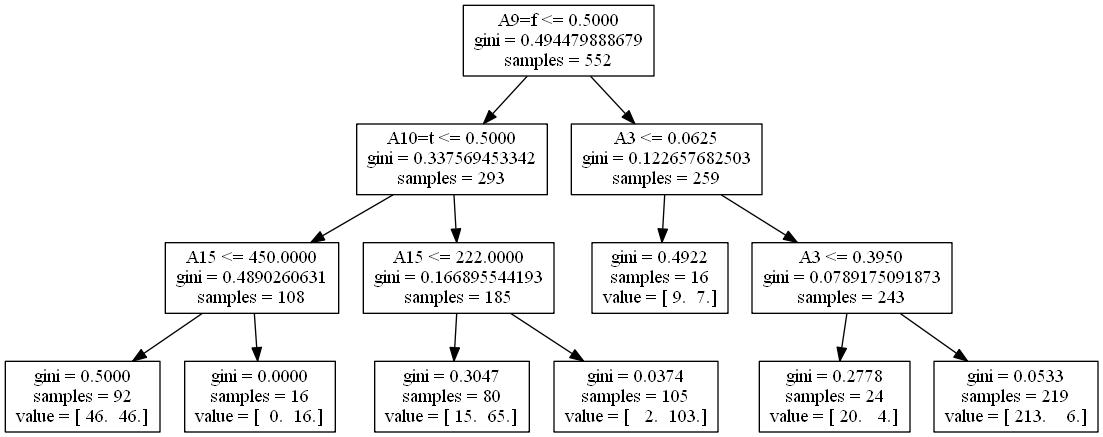 A9=f <= 0.5000
gini = 0.494479888679
samples = 552
A10=t <= 0.5000
gini = 0.337569453342
samples = 293
A3 <= 0.0625
gini = 0.122657682503
samples = 259
A15 <= 450.0000
gini = 0.4890260631
samples = 108
A15 <= 222.0000
gini = 0.166895544193
samples = 185
gini = 0.4922
samples = 16
value = [ 9.  7.]
A3 <= 0.3950
gini = 0.0789175091873
samples = 243
gini = 0.5000
samples = 92
value = [ 46.  46.]
gini = 0.0000
samples = 16
value = [  0.  16.]
gini = 0.3047
samples = 80
value = [ 15.  65.]
gini = 0.0374
samples = 105
value = [   2.  103.]
gini = 0.2778
samples = 24
value = [ 20.   4.]
gini = 0.0533
samples = 219
value = [ 213.    6.]